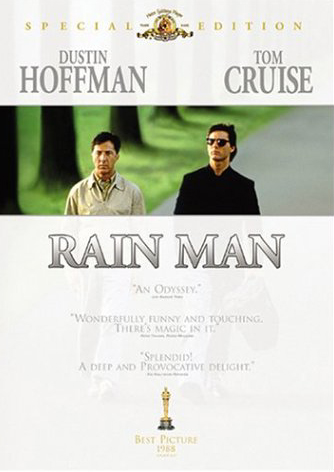 SPECIAL EDITION
DUSTIN HOFFMAN
TOM CRUISE
RAIN MAN
"AN ODYSSEY."
"WONDERFULLY FUNNY AND TOUCHING.
THERE'S MAGIC IN IT."
"SPLENDID!
A DEEP AND PROVOCATIVE DELIGHT."
BEST PICTURE
1988